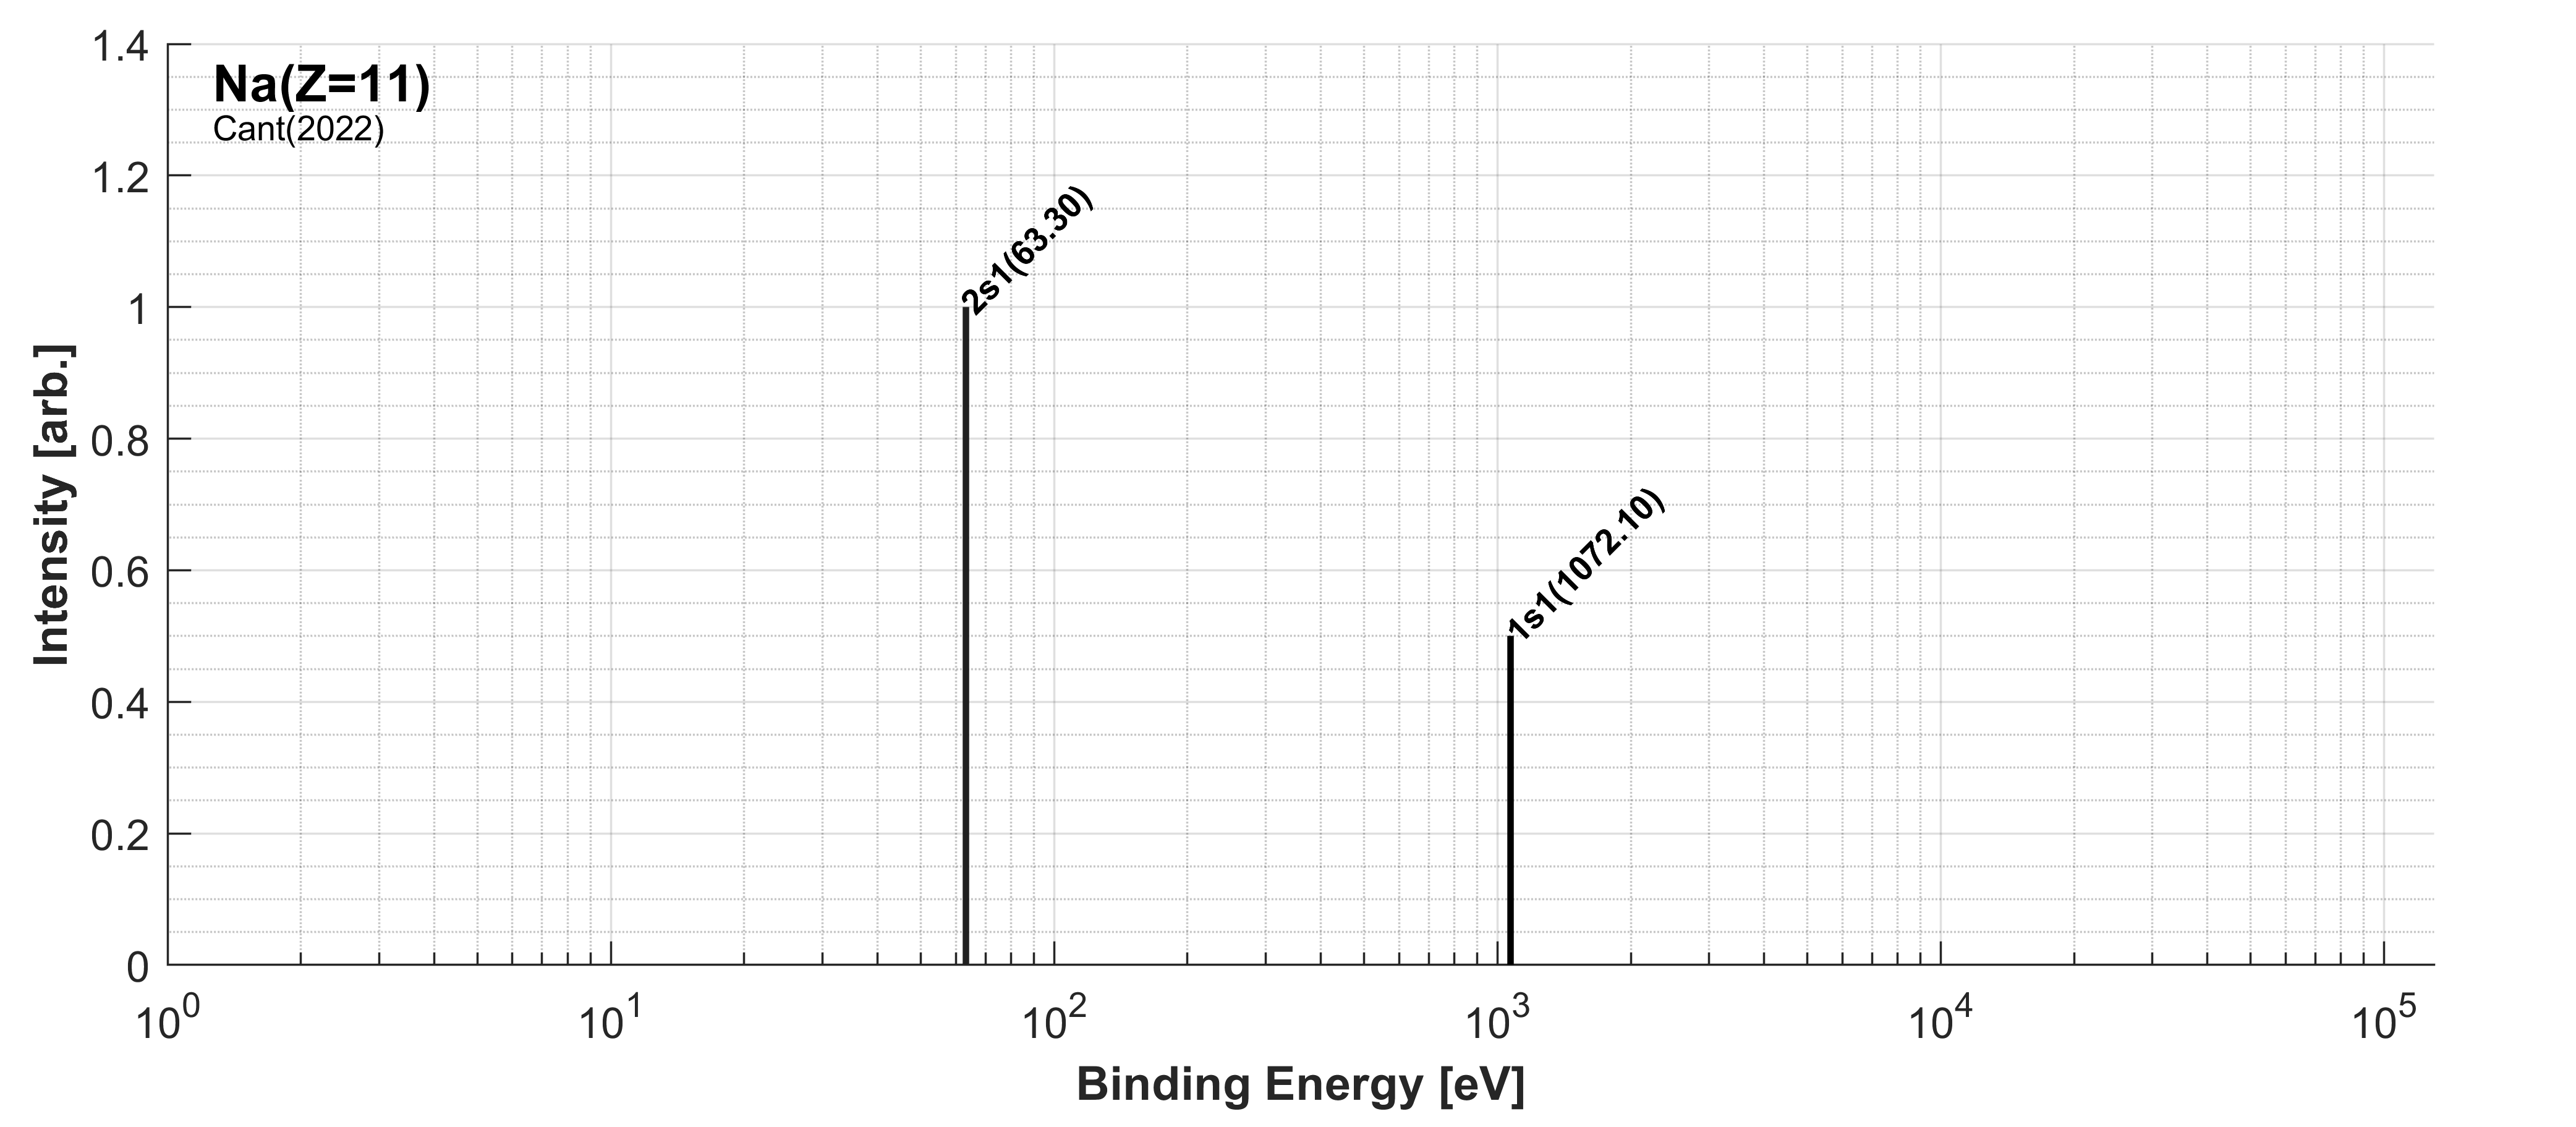 Na(Z=11)
Cant(2022)
1.4
1.2
1
0.8
0.6
0.4
0.2
0
Intensity [arb.]
2s1(63.30)
1s1(1072.10)
10^0
10^1
10^2
10^3
10^4
10^5
Binding Energy [eV]